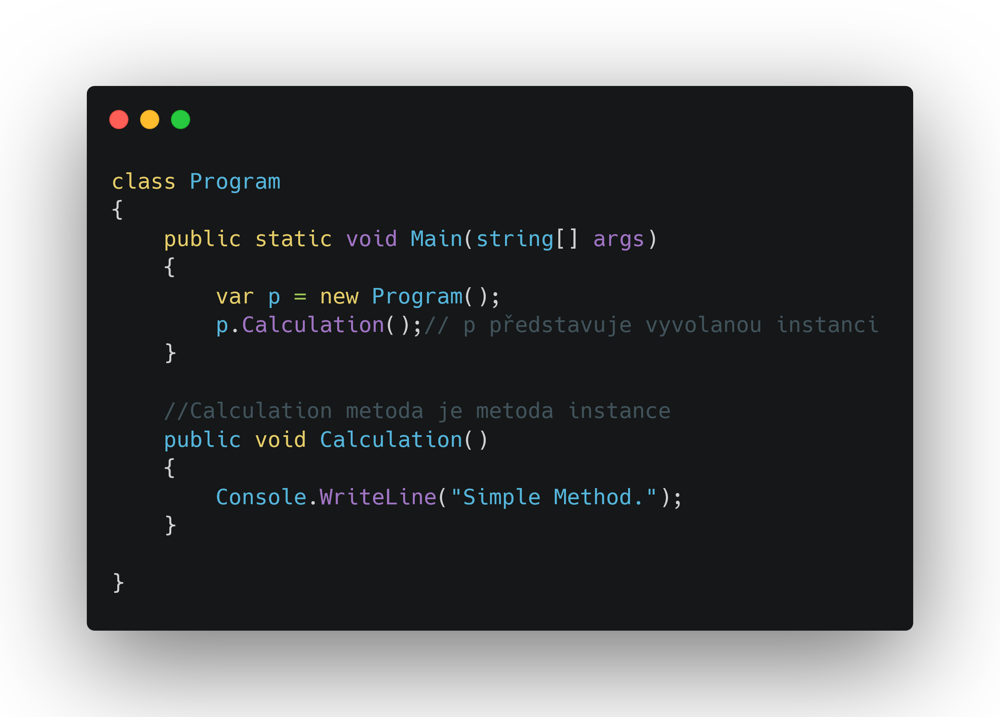 class Program
{
    public static void Main(string[] args)
    {
        var p = new Program();
        p.Calculation();// p představuje vyvolanou instanci
    }

    //Calculation metoda je metoda instance
    public void Calculation()
    {
        Console.WriteLine("Simple Method.");
    }

}